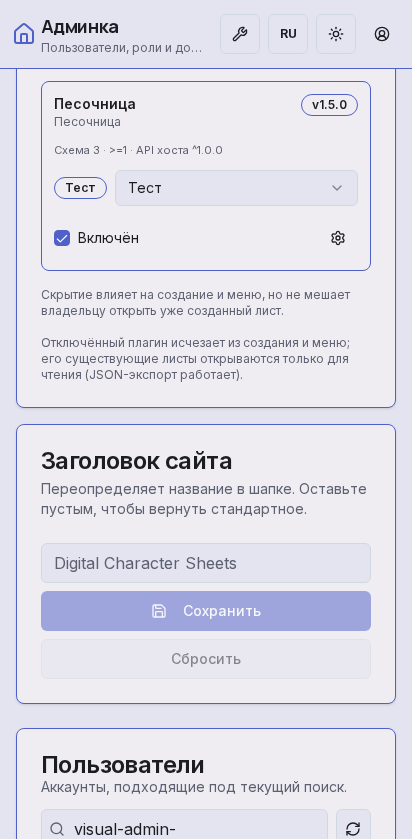 Админка
Пользователи, роли и до...
RU
Песочница
v1.5.0
Песочница
Схема 3 · >=1 · API хоста ^1.0.0
Тест
Тест
Включён
Скрытие влияет на создание и меню, но не мешает
владельцу открыть уже созданный лист.
Отключённый плагин исчезает из создания и меню;
его существующие листы открываются только для
чтения (JSON-экспорт работает).
Заголовок сайта
Переопределяет название в шапке. Оставьте
пустым, чтобы вернуть стандартное.
Digital Character Sheets
Сохранить
Сбросить
Пользователи
Аккаунты, подходящие под текущий поиск.
visual-admin-